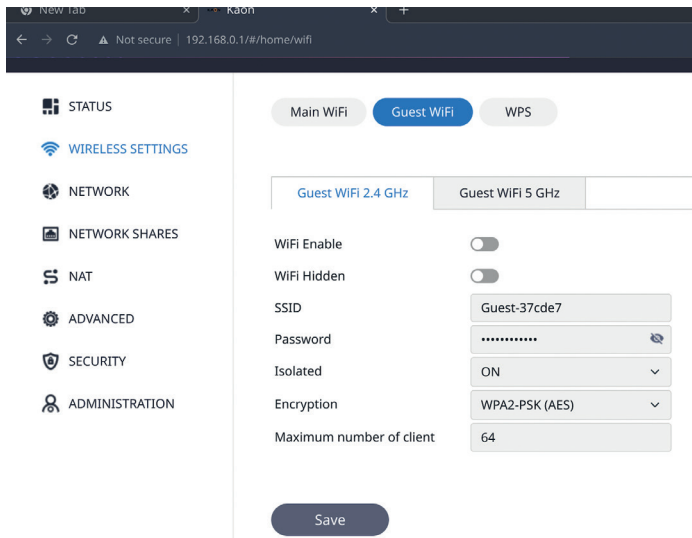 New Tab × Kaon × +
Not secure 192.168.0.1/#/home/wifi
STATUS
WIRELESS SETTINGS
NETWORK
NETWORK SHARES
NAT
ADVANCED
SECURITY
ADMINISTRATION
Main WiFi Guest WiFi WPS
Guest WiFi 2.4 GHz Guest WiFi 5 GHz
WiFi Enable
WiFi Hidden
SSID Guest-37cde7
Password ••••••••••••
Isolated ON
Encryption WPA2-PSK (AES)
Maximum number of client 64
Save